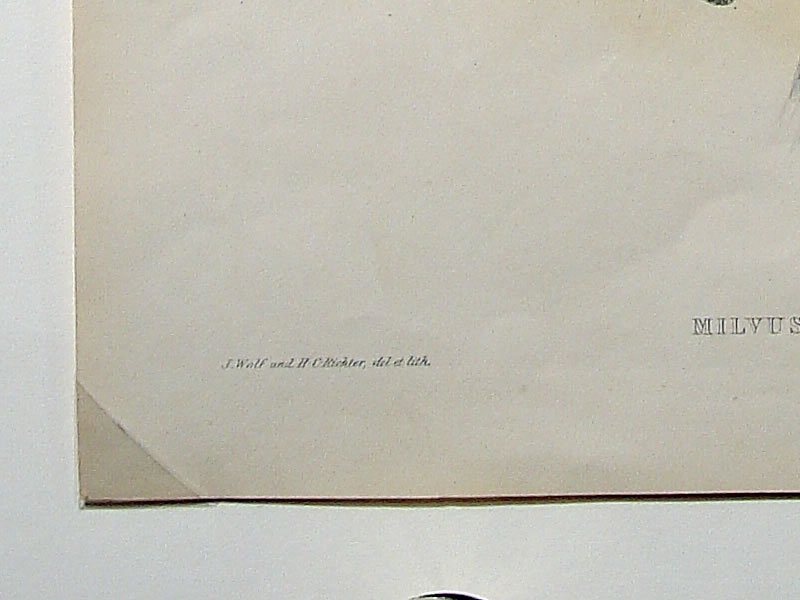 MILVUS
J. Wolf and H. C. Richter, del et lith.